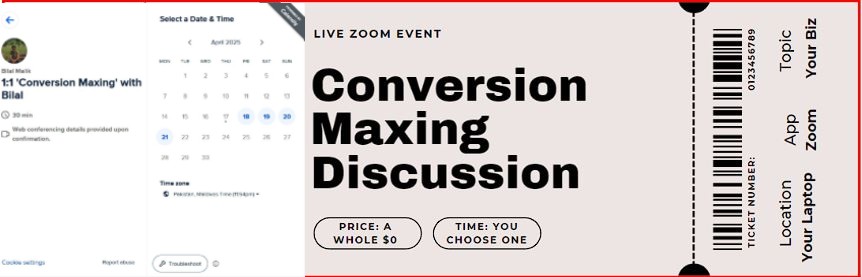 Bilal Malik
1:1 'Conversion Maxing' with
Bilal
30 min
Web conferencing details provided upon
confirmation.
Cookie settings
Report abuse
Select a Date & Time
April 2025
MON TUE WED THU FRI SAT SUN
1 2 3 4 5 6
7 8 9 10 11 12 13
14 15 16 17 18 19 20
21 22 23 24 25 26 27
28 29 30
Time zone
Pakistan, Maldives Time
Troubleshoot
LIVE ZOOM EVENT
Conversion
Maxing
Discussion
PRICE: A
WHOLE $0
TIME: YOU
CHOOSE ONE
TICKET NUMBER:
0123456789
Topic
Your Biz
App
Zoom
Location
Your Laptop